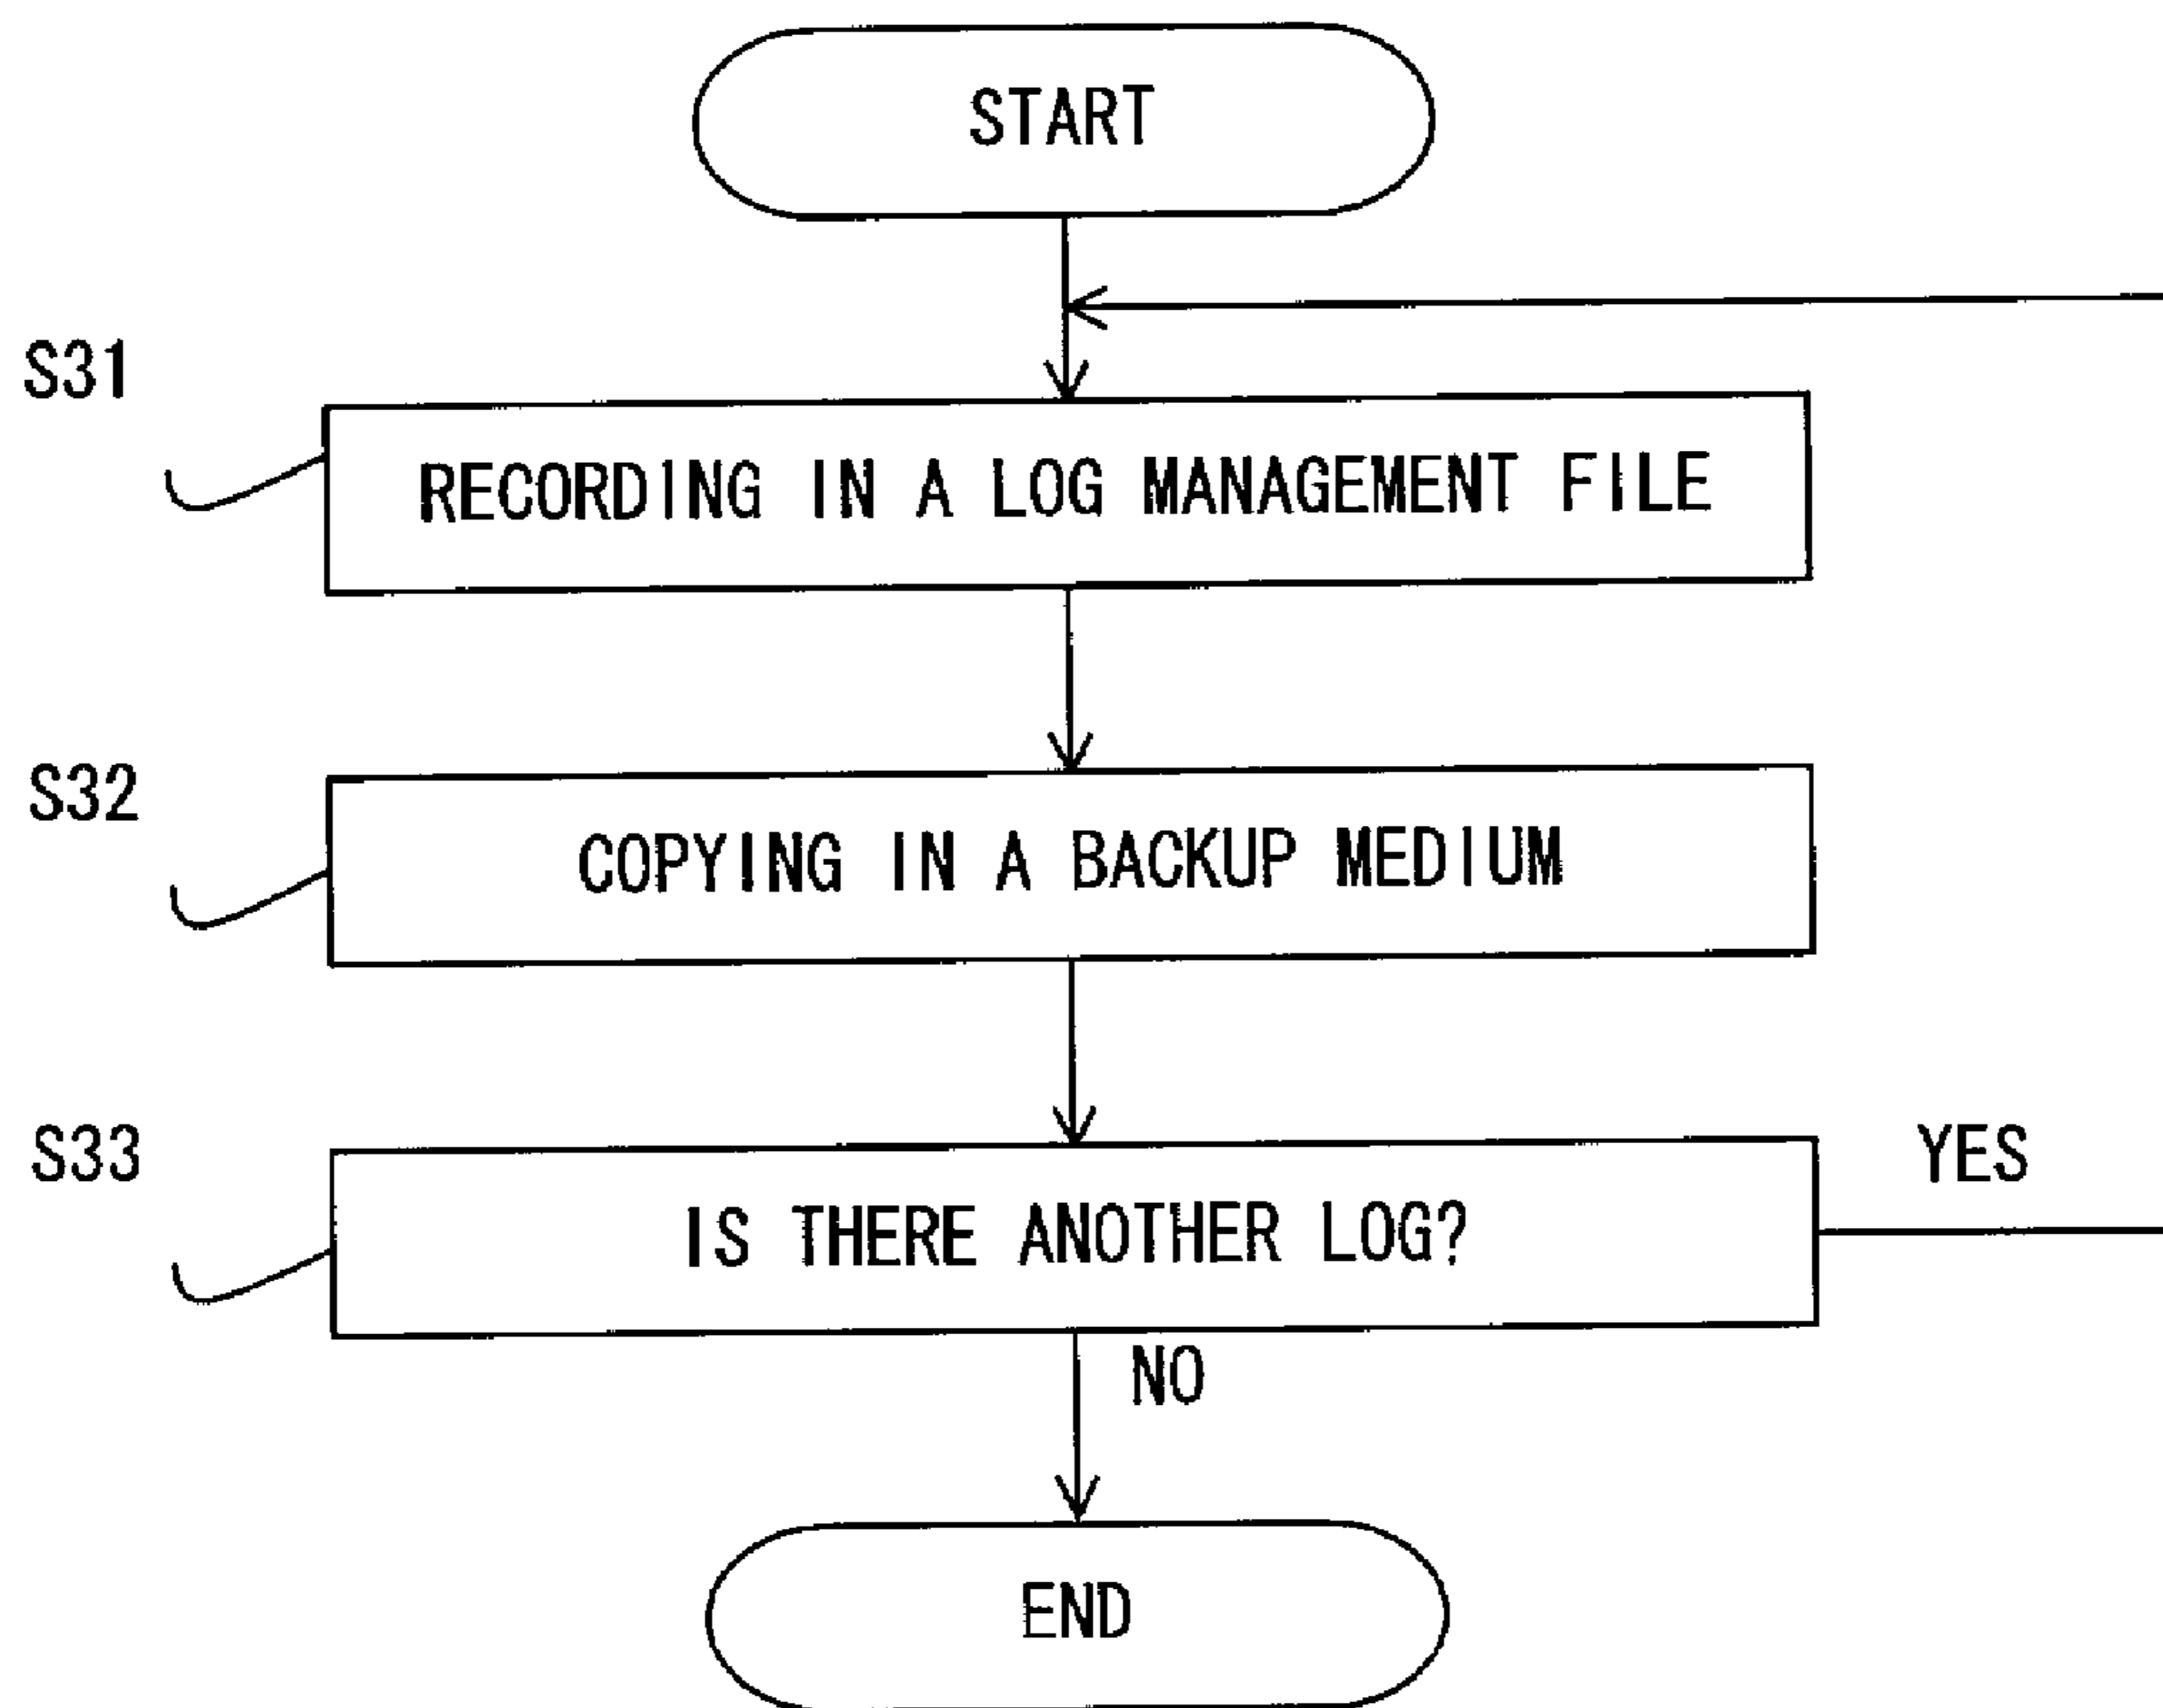 START
S31
RECORDING IN A LOG MANAGEMENT FILE
S32
COPYING IN A BACKUP MEDIUM
S33
IS THERE ANOTHER LOG?
YES
NO
END